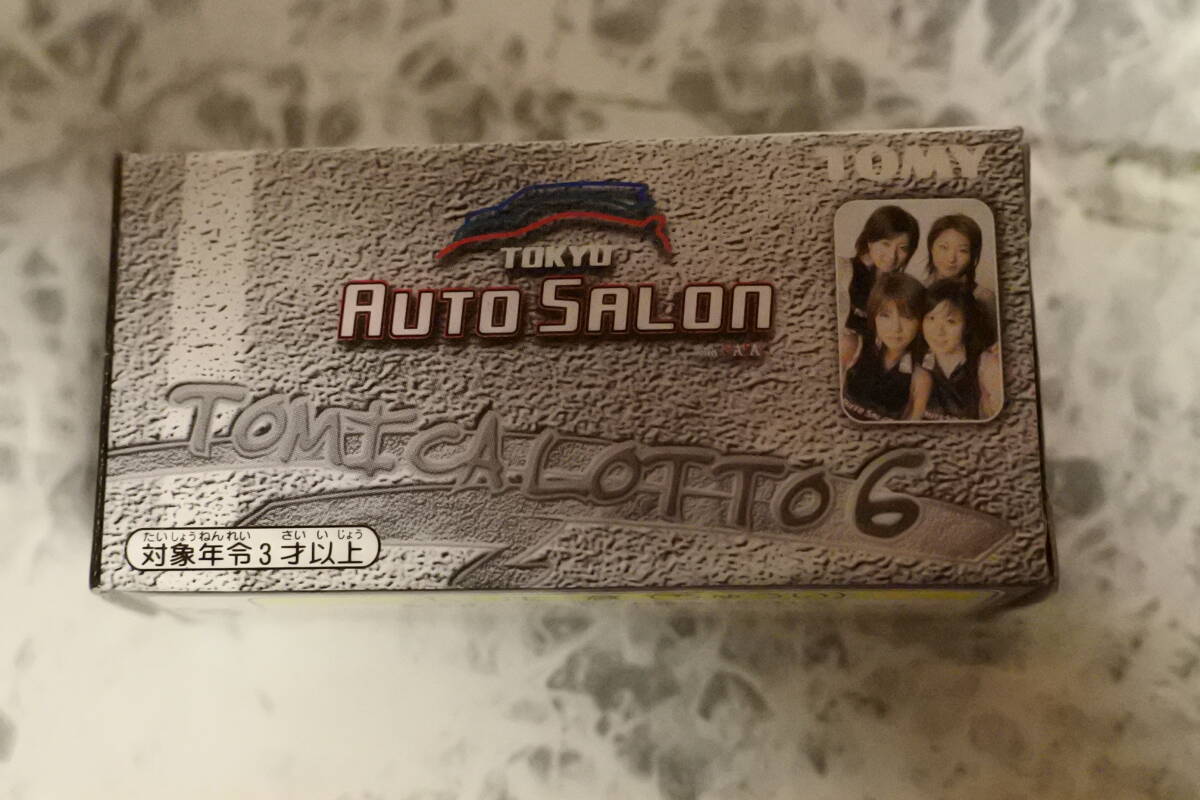 TOMY
TOKYO
AUTO SALON
TOMICA LOTTO 6
たいしょうねんれい さい いじょう
対象年令3才以上